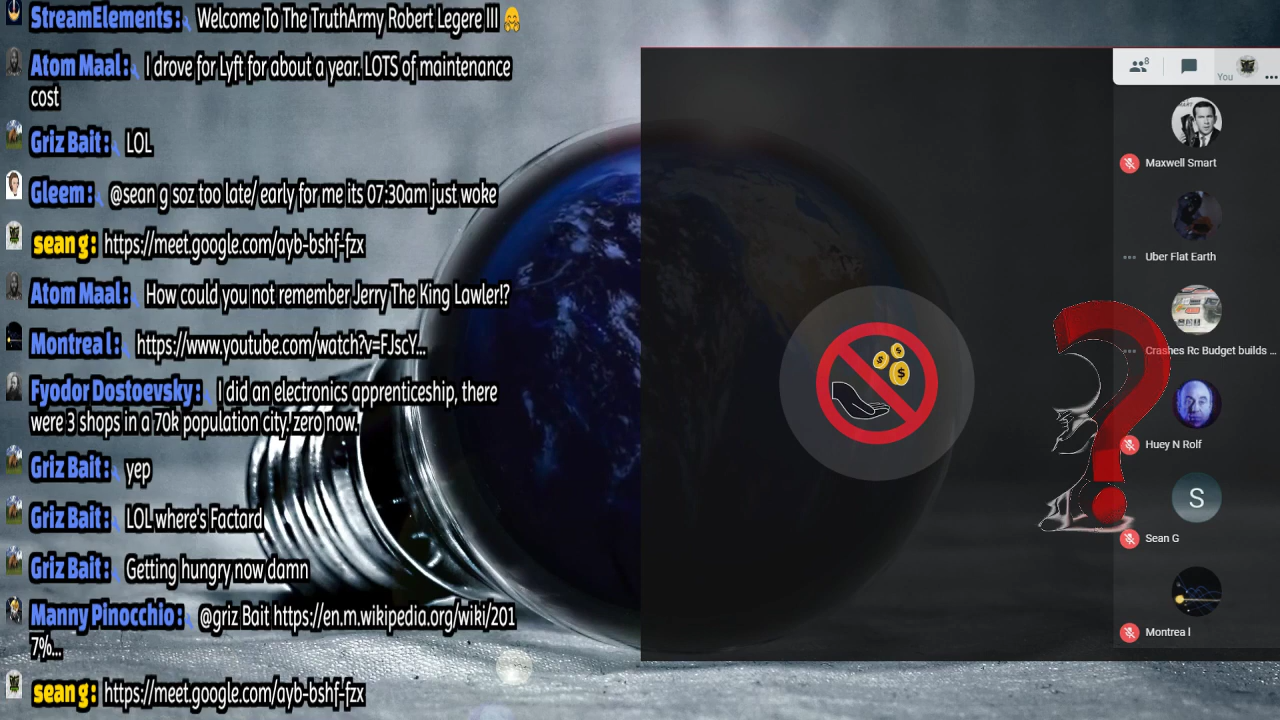 StreamElements: Welcome To The TruthArmy Robert Legere III 🤗
Atom Maal: I drove for Lyft for about a year. LOTS of maintenance
cost
Griz Bait: LOL
Gleem: @sean g soz too late/ early for me its 07:30am just woke
sean g: https://meet.google.com/ayb-bshf-fzx
Atom Maal: How could you not remember Jerry The King Lawler!?
Montrea l: https://www.youtube.com/watch?v=FJscY...
Fyodor Dostoevsky: I did an electronics apprenticeship, there
were 3 shops in a 70k population city. zero now.
Griz Bait: yep
Griz Bait: LOL where's Factard
Griz Bait: Getting hungry now damn
Manny Pinocchio: @griz Bait https://en.m.wikipedia.org/wiki/201
7%...
sean g: https://meet.google.com/ayb-bshf-fzx
8
You
...
Maxwell Smart
Uber Flat Earth
Crashes Rc Budget builds ...
Huey N Rolf
S
Sean G
Montrea l
$ $ $
?